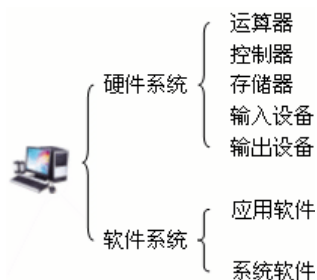 运算器
控制器
硬件系统
存储器
输入设备
输出设备
应用软件
软件系统
系统软件